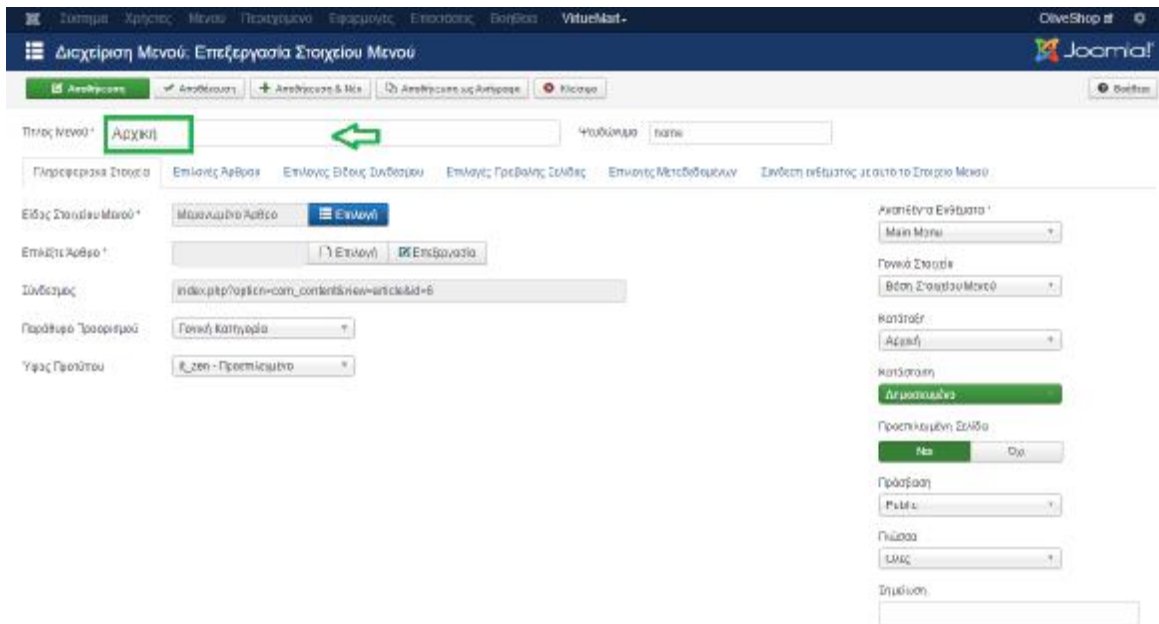 Σύστημα Χρήστες Μενού Περιεχόμενο Εφαρμογές Επεκτάσεις Βοήθεια VirtueMart OliveShop
Διαχείριση Μενού: Επεξεργασία Στοιχείου Μενού Joomla!
Αποθήκευση Αποθήκευση & Νέο Αποθήκευση ως Αντίγραφο Κλείσιμο Βοήθεια
Τίτλος Μενού * Αρχική Ψευδώνυμο home
Πληροφοριακά Στοιχεία Επιλογές Άρθρου Επιλογές Είδους Συνδέσμου Επιλογές Προβολής Σελίδας Επιλογές Μεταδεδομένων Σύνδεση ενθέματος με αυτό το Στοιχείο Μενού
Είδος Στοιχείου Μενού * Μεμονωμένο Άρθρο Επιλογή
Επιλέξτε Άρθρο * Επιλογή Επεξεργασία
Σύνδεσμος index.php?option=com_content&view=article&id=6
Παράθυρο Προορισμού Γονική Κατηγορία
Ύφος Προτύπου it_zen - Προεπιλεγμένο
Main Menu
Γονικό Στοιχείο
Βάση Στοιχείου Μενού
Κατάταξη
Αρχική
Κατάσταση
Δημοσιευμένο
Προεπιλεγμένη Σελίδα
Ναι Όχι
Πρόσβαση
Public
Γλώσσα
Όλες
Σημείωση